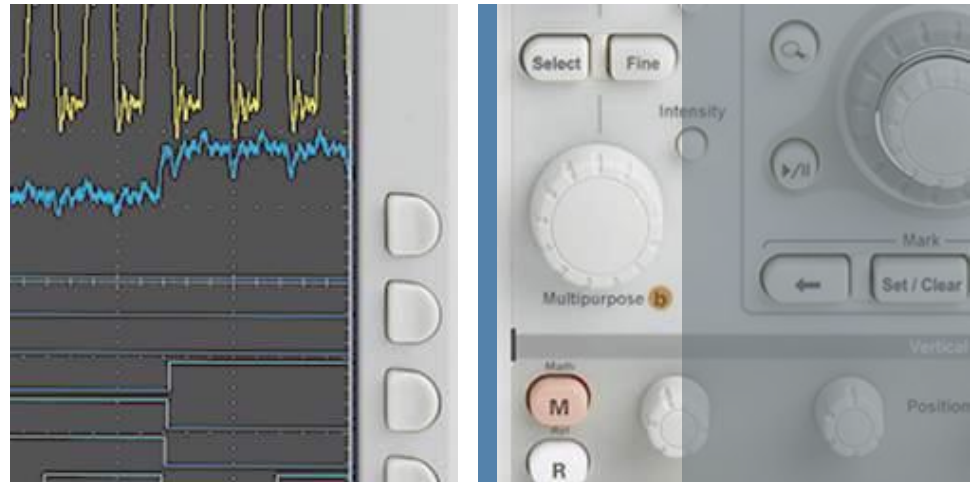 Select
Fine
Intensity
Multipurpose b
Mark
Set / Clear
Vertical
Math
M
Position
Ref
R